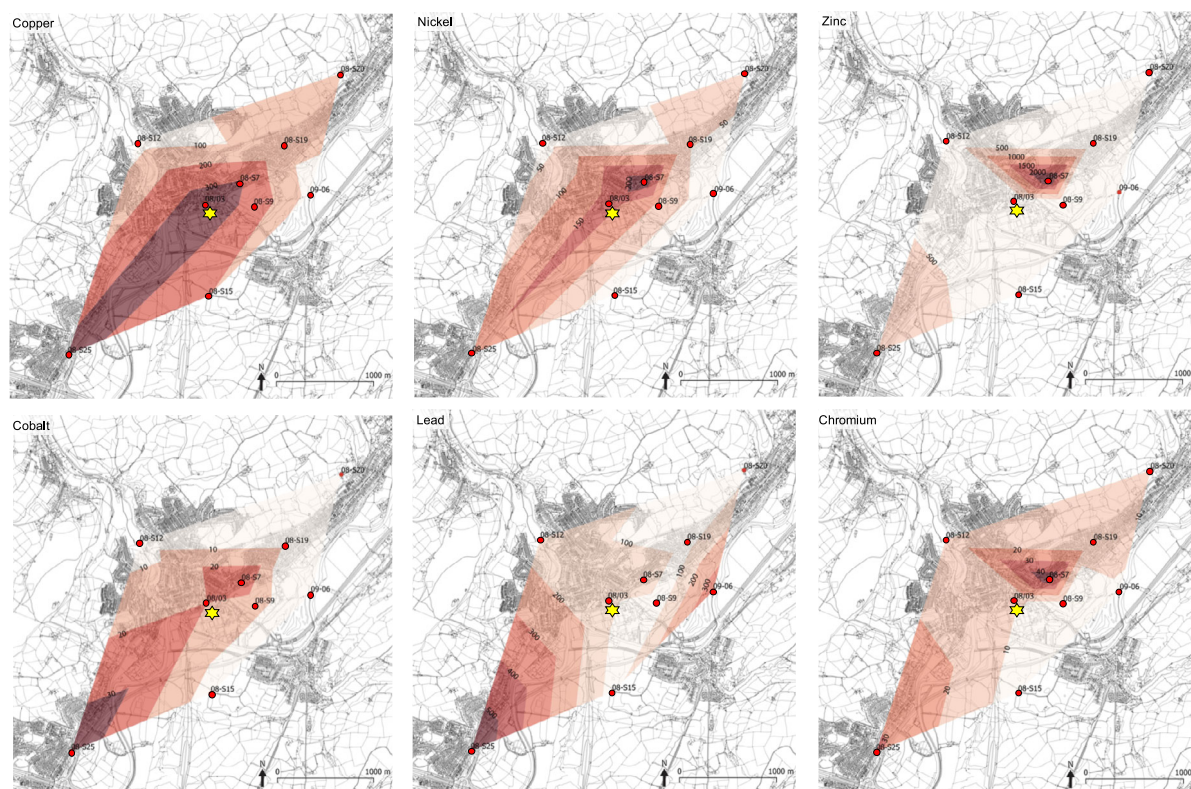 Copper
08-S20
08-S12
08-S19
100
200
300
08-S7
09-06
08/03
08-S9
08-S15
08-S25
N
0
1000 m
Nickel
08-S20
50
08-S12
08-S19
50
100
08-S7
09-06
08/03
08-S9
150
08-S15
08-S25
N
0
1000 m
Zinc
08-S20
08-S12
08-S19
500
1000
1500
2000
08-S7
09-06
08/03
08-S9
500
08-S15
08-S25
N
0
1000 m
Cobalt
08-S20
08-S12
08-S19
10
10
20
08-S7
09-06
08/03
08-S9
20
30
08-S15
08-S25
N
0
1000 m
Lead
08-S20
08-S12
08-S19
100
100
200
300
08-S7
09-06
08/03
08-S9
200
300
400
500
08-S15
08-S25
N
0
1000 m
Chromium
08-S20
10
08-S12
08-S19
20
30
40
08-S7
09-06
08/03
08-S9
10
20
08-S15
30
08-S25
N
0
1000 m